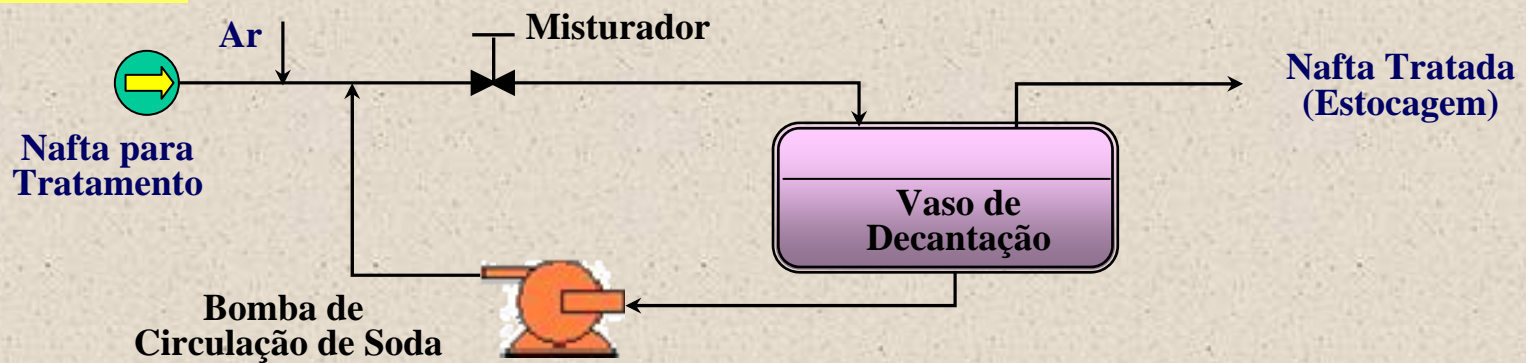 Ar
Misturador
Nafta para
Tratamento
Nafta Tratada
(Estocagem)
Vaso de
Decantação
Bomba de
Circulação de Soda